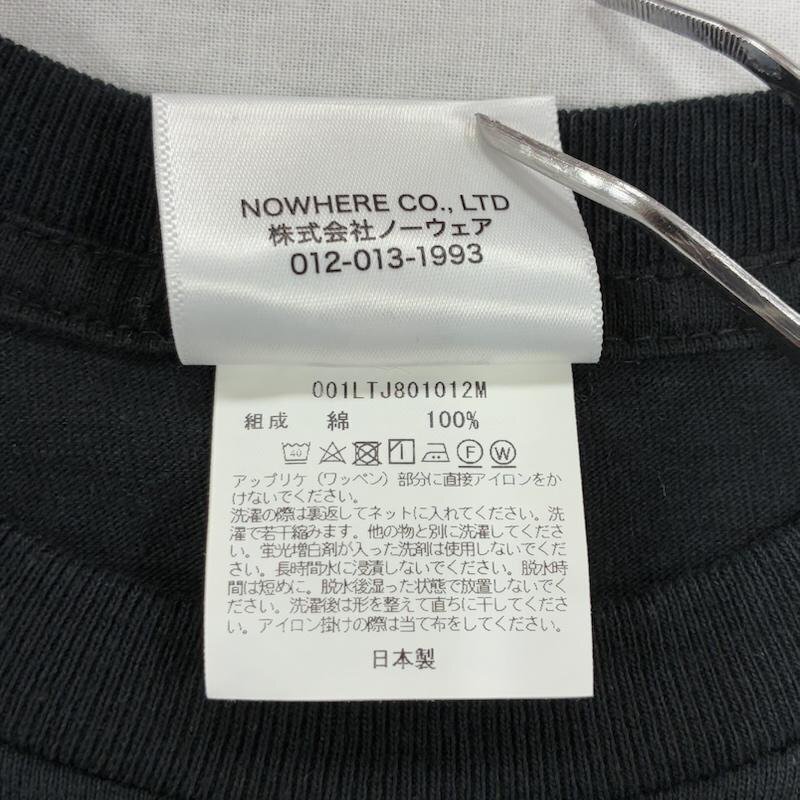 NOWHERE CO., LTD
株式会社ノーウェア
012-013-1993
001LTJ801012M
組成 綿 100%
40 F W
アップリケ（ワッペン）部分に直接アイロンをか
けないでください。
洗濯の際は裏返してネットに入れてください。洗
濯で若干縮みます。他の物と別に洗濯してくださ
い。蛍光増白剤が入った洗剤は使用しないでくだ
さい。長時間水に浸漬しないでください。脱水時
間は短めに。脱水後湿った状態で放置しないでく
ださい。洗濯後は形を整えて直ちに干してくださ
い。アイロン掛けの際は当て布をしてください。
日本製